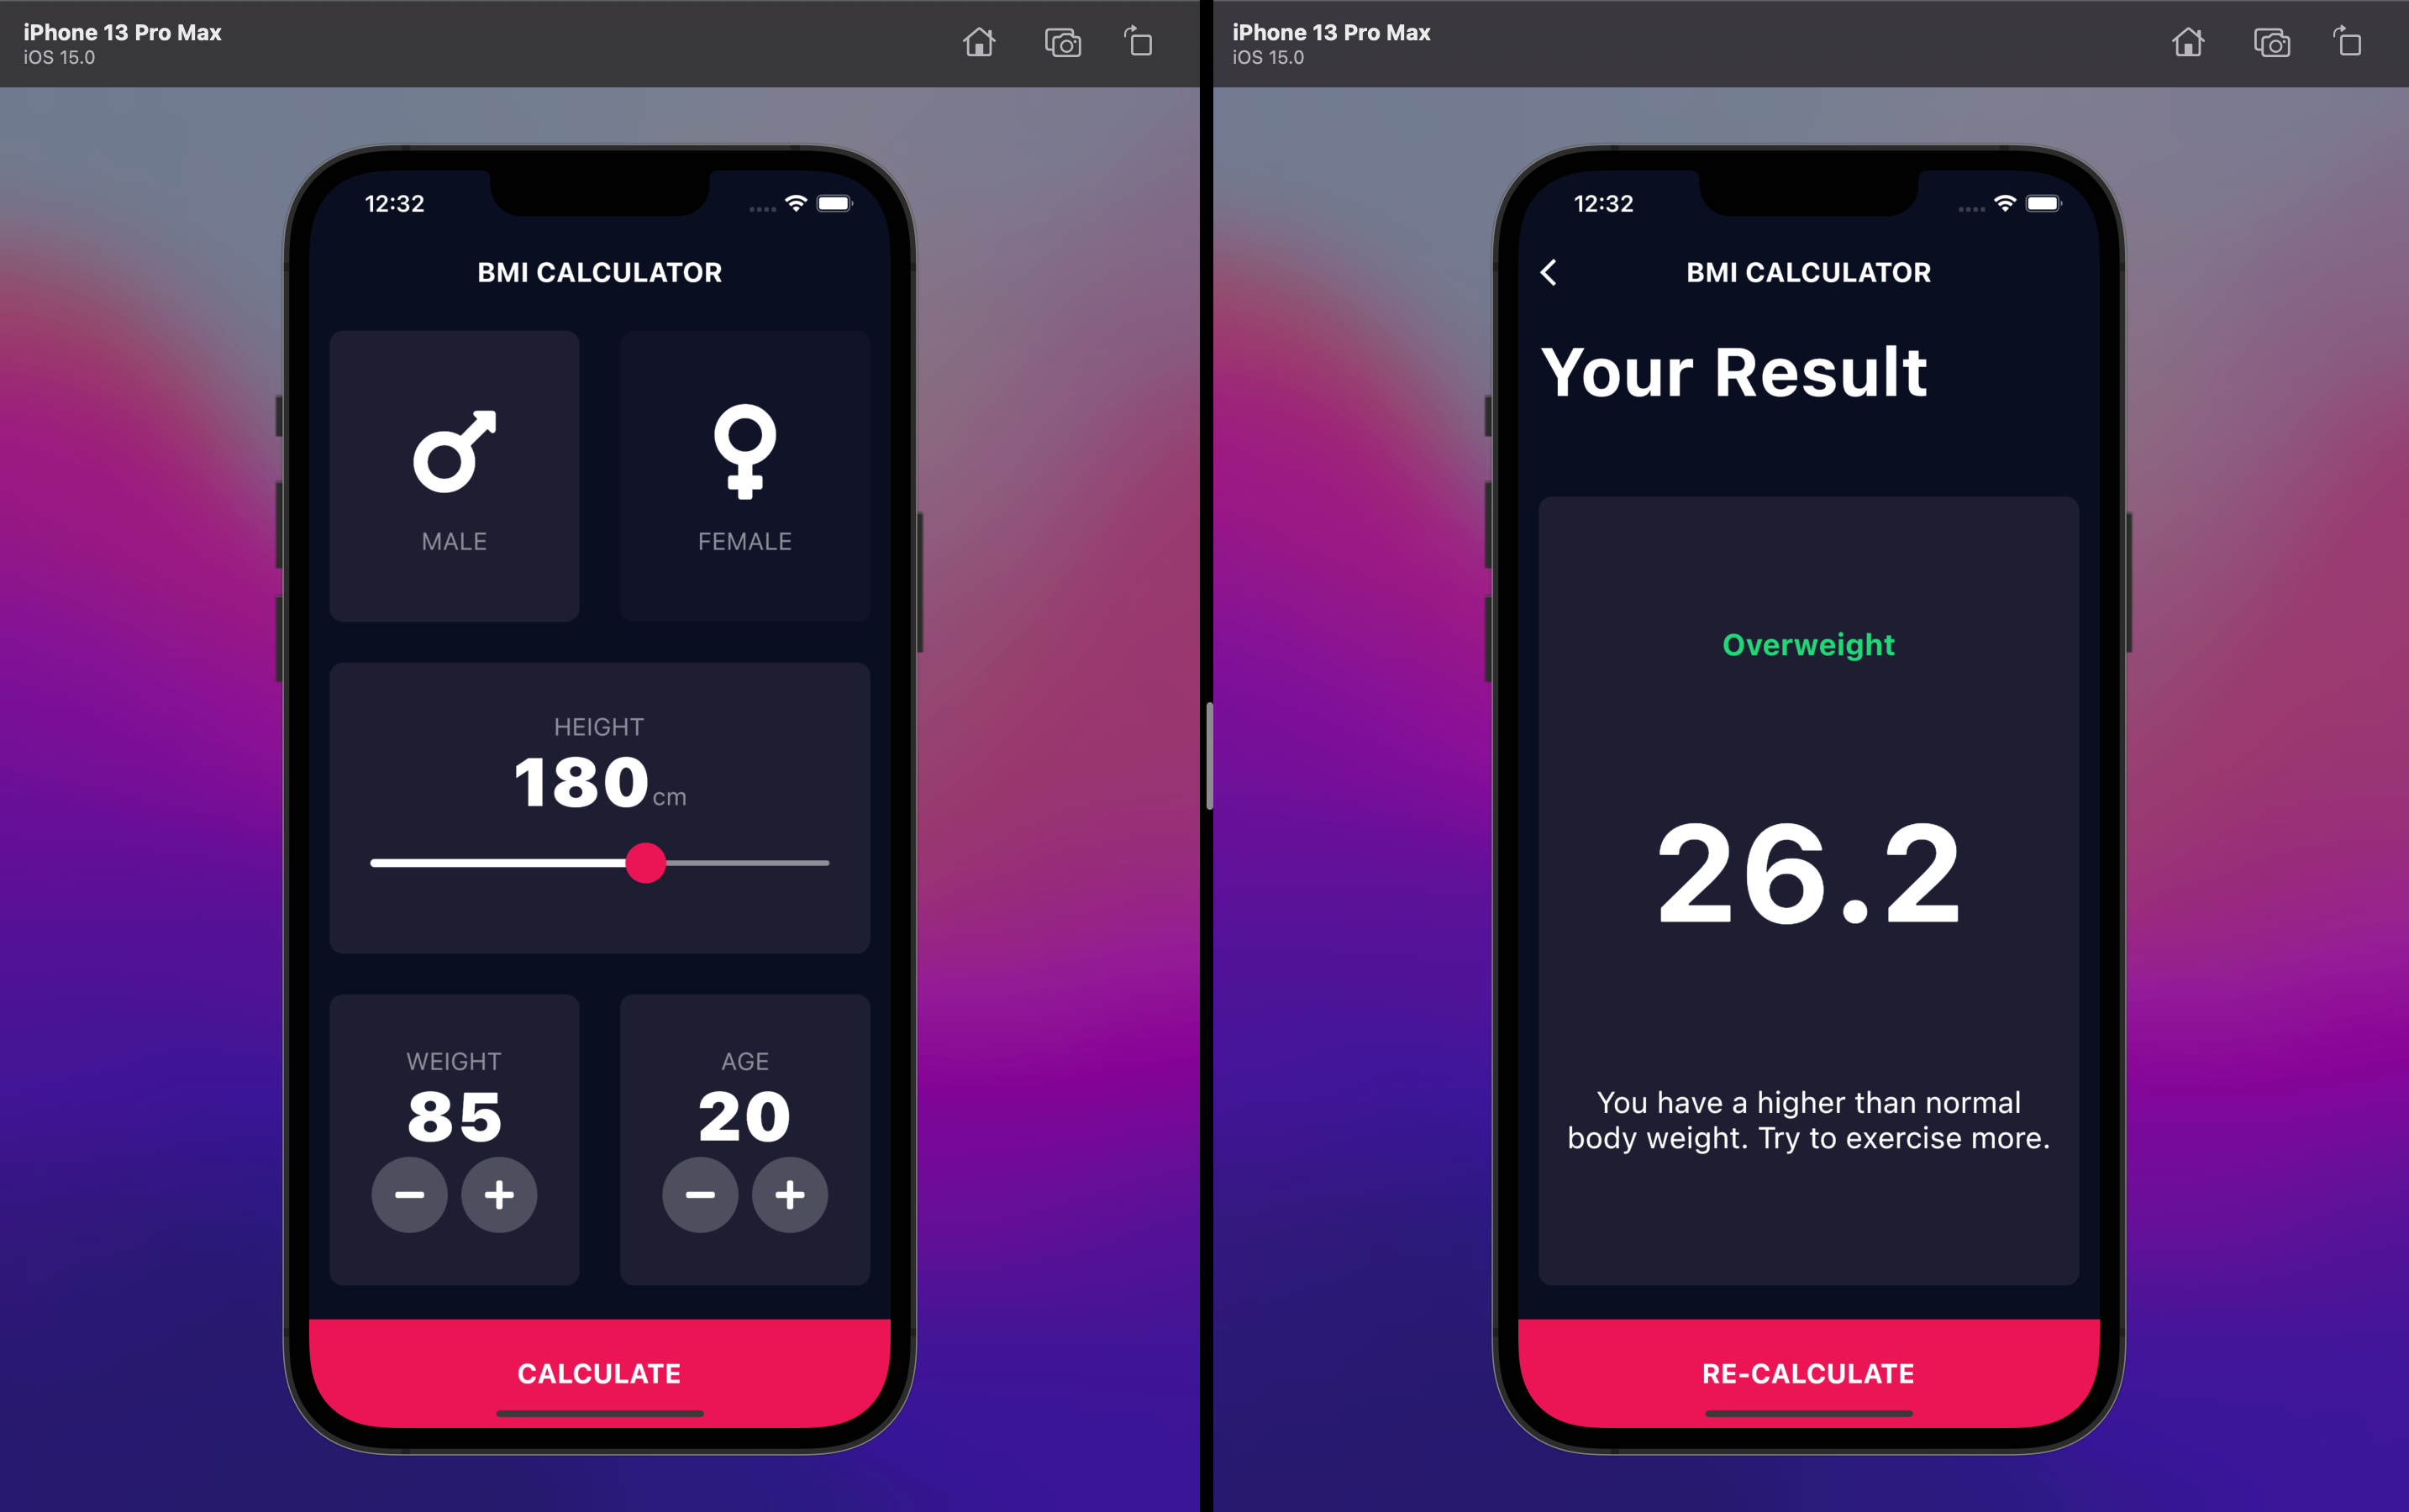 iPhone 13 Pro Max
iOS 15.0
12:32
BMI CALCULATOR
MALE
FEMALE
HEIGHT
180cm
WEIGHT
85
AGE
20
CALCULATE
iPhone 13 Pro Max
iOS 15.0
12:32
BMI CALCULATOR
Your Result
Overweight
26.2
You have a higher than normal
body weight. Try to exercise more.
RE-CALCULATE